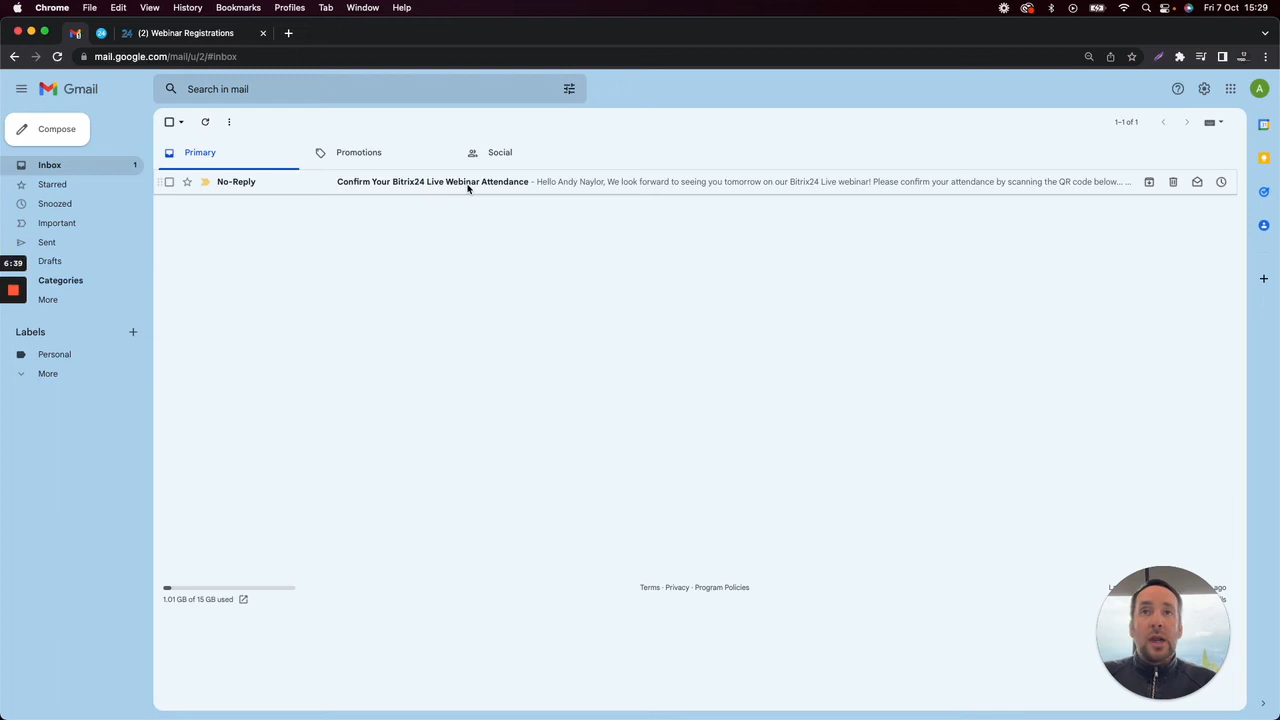 Chrome File Edit View History Bookmarks Profiles Tab Window Help Fri 7 Oct 15:29
24 (2) Webinar Registrations
mail.google.com/mail/u/2/#inbox
Gmail Search in mail A
Compose 1–1 of 1
Inbox 1
Primary Promotions Social
No-Reply Confirm Your Bitrix24 Live Webinar Attendance - Hello Andy Naylor, We look forward to seeing you tomorrow on our Bitrix24 Live webinar! Please confirm your attendance by scanning the QR code below... ...
Starred
Snoozed
Important
Sent
Drafts
6:39
Categories
More
Labels
Personal
More
Terms · Privacy · Program Policies ago
1.01 GB of 15 GB used